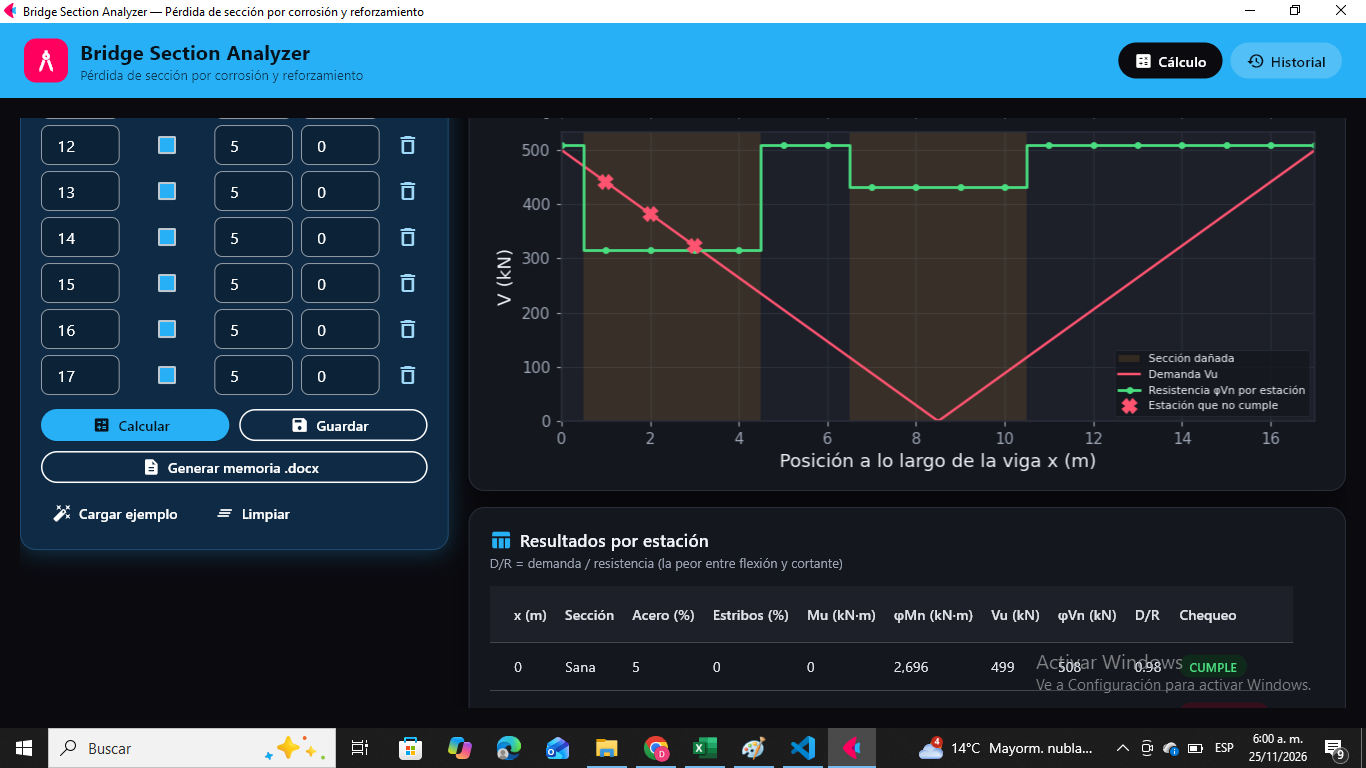 Bridge Section Analyzer — Pérdida de sección por corrosión y reforzamiento
Bridge Section Analyzer
Pérdida de sección por corrosión y reforzamiento
Cálculo
Historial
12 5 0
13 5 0
14 5 0
15 5 0
16 5 0
17 5 0
Calcular
Guardar
Generar memoria .docx
Cargar ejemplo
Limpiar
V (kN)
500
400
300
200
100
0
0 2 4 6 8 10 12 14 16
Posición a lo largo de la viga x (m)
Sección dañada
Demanda Vu
Resistencia φVn por estación
Estación que no cumple
Resultados por estación
D/R = demanda / resistencia (la peor entre flexión y cortante)
x (m) Sección Acero (%) Estribos (%) Mu (kN·m) φMn (kN·m) Vu (kN) φVn (kN) D/R Chequeo
0 Sana 5 0 0 2,696 499 508 0.98 CUMPLE
Activar Windows
Ve a Configuración para activar Windows.
Buscar
14°C Mayorm. nubla...
4
D
ESP
6:00 a. m.
25/11/2026
9